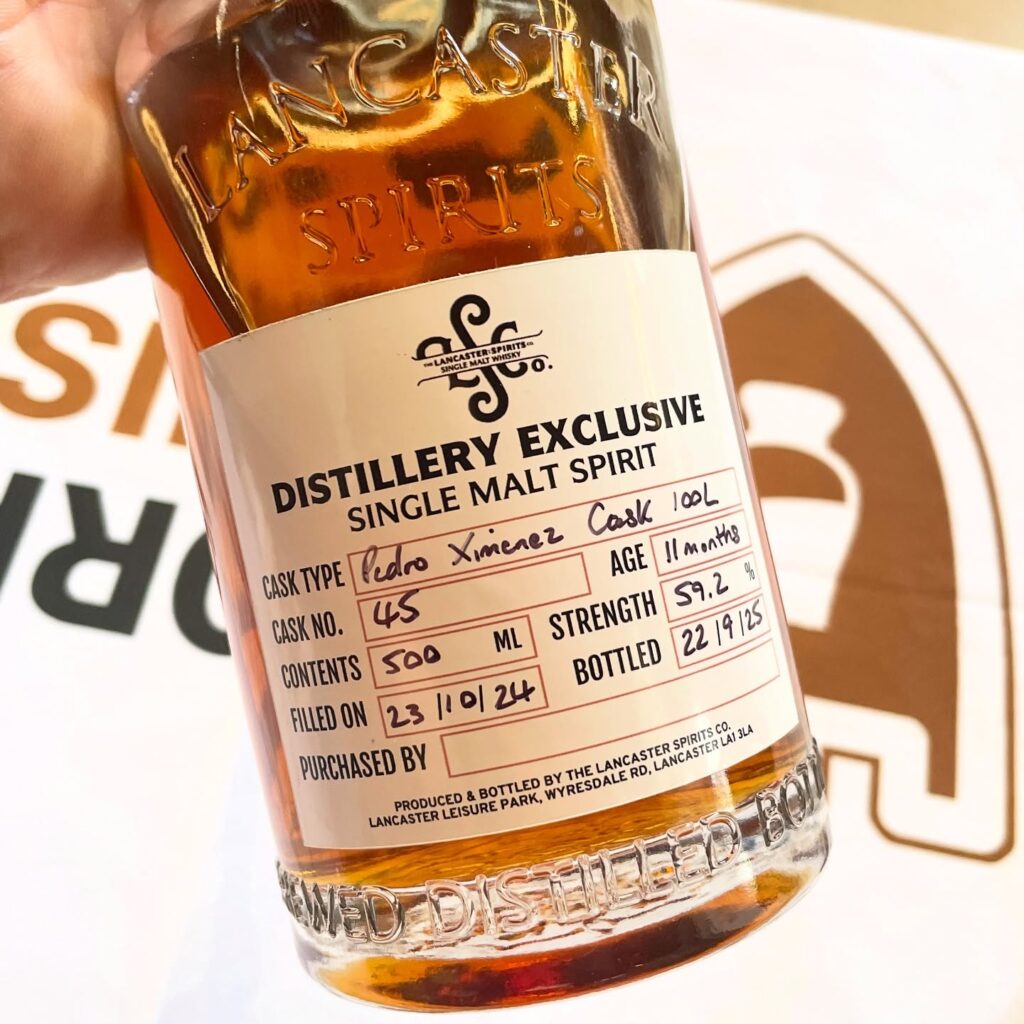 LANCASTER
SPIRITS
LSCo.
THE LANCASTER SPIRITS CO.
SINGLE MALT WHISKY
DISTILLERY EXCLUSIVE
SINGLE MALT SPIRIT
CASK TYPE Pedro Ximenez Cask 100L
CASK NO. 45 AGE 11 months
CONTENTS 500 ML STRENGTH 59.2 %
FILLED ON 23/10/24 BOTTLED 22/9/25
PURCHASED BY
PRODUCED & BOTTLED BY THE LANCASTER SPIRITS CO.
LANCASTER LEISURE PARK, WYRESDALE RD, LANCASTER LA1 3LA
DISTILLED